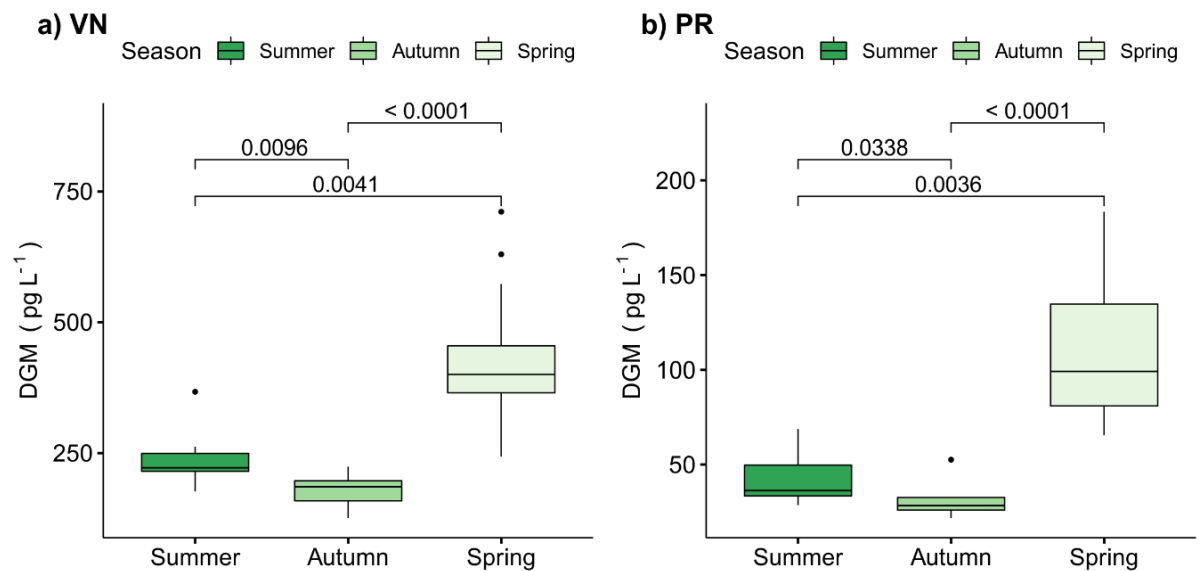 a) VN
Season Summer Autumn Spring
< 0.0001
0.0096
0.0041
750
500
250
DGM ( pg L⁻¹ )
Summer Autumn Spring
b) PR
Season Summer Autumn Spring
< 0.0001
0.0338
0.0036
200
150
100
50
DGM ( pg L⁻¹ )
Summer Autumn Spring